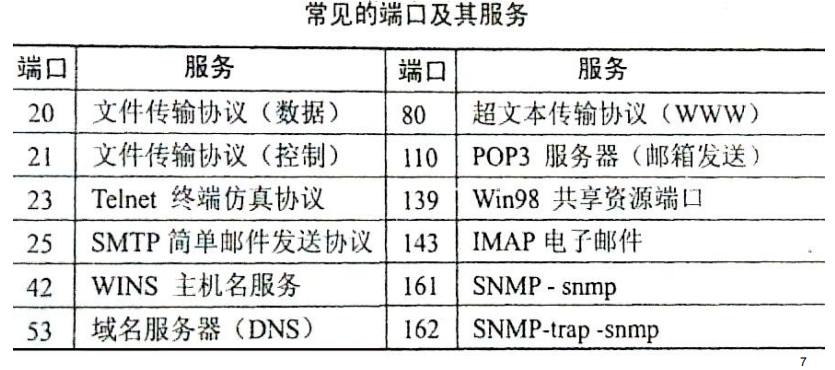 常见的端口及其服务
端口 服务 端口 服务
20 文件传输协议（数据） 80 超文本传输协议（WWW）
21 文件传输协议（控制） 110 POP3 服务器（邮箱发送）
23 Telnet 终端仿真协议 139 Win98 共享资源端口
25 SMTP 简单邮件发送协议 143 IMAP 电子邮件
42 WINS 主机名服务 161 SNMP - snmp
53 域名服务器（DNS） 162 SNMP-trap -snmp
7